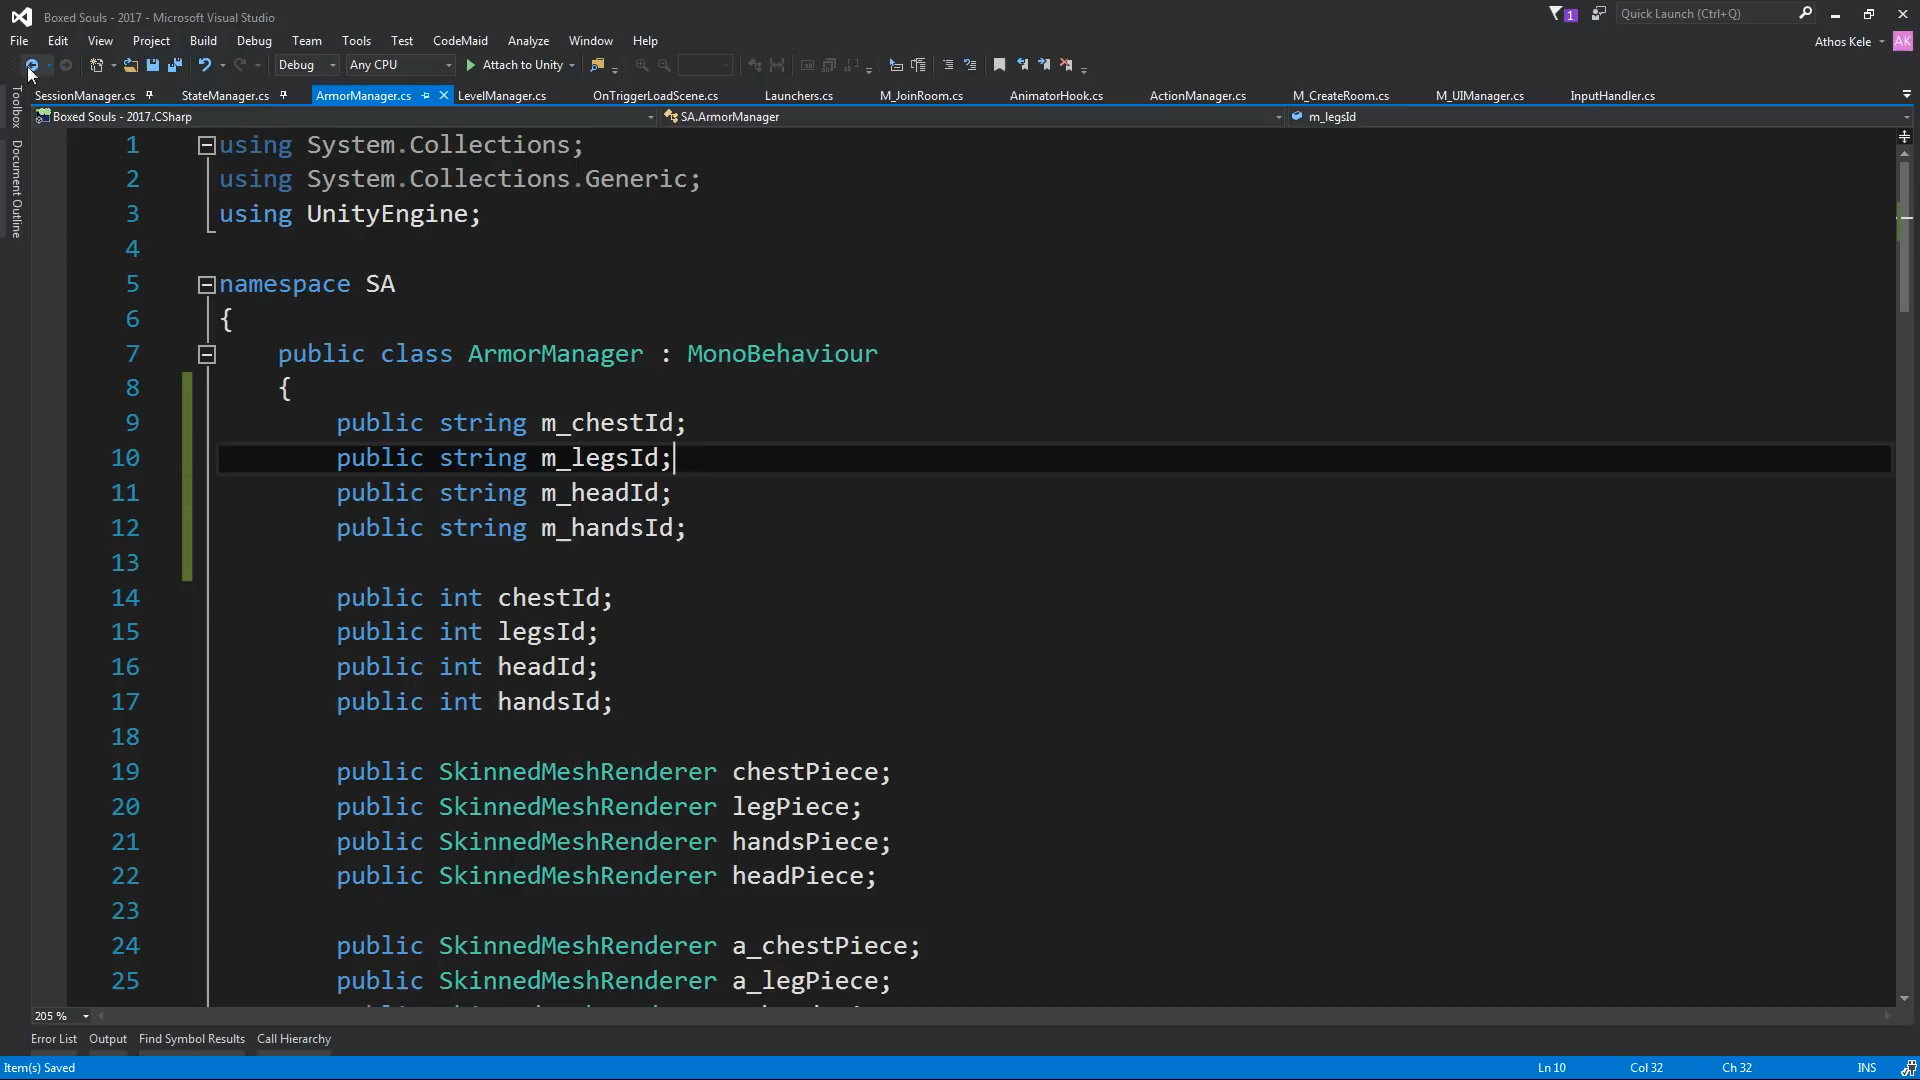 Boxed Souls - 2017 - Microsoft Visual Studio
1
Quick Launch (Ctrl+Q)
File Edit View Project Build Debug Team Tools Test CodeMaid Analyze Window Help
Athos Kele AK
Debug Any CPU Attach to Unity
SessionManager.cs StateManager.cs ArmorManager.cs LevelManager.cs OnTriggerLoadScene.cs Launchers.cs M_JoinRoom.cs AnimatorHook.cs ActionManager.cs M_CreateRoom.cs M_UIManager.cs InputHandler.cs
Boxed Souls - 2017.CSharp SA.ArmorManager m_legsId
Toolbox
Document Outline
1 using System.Collections;
2 using System.Collections.Generic;
3 using UnityEngine;
4
5 namespace SA
6 {
7 public class ArmorManager : MonoBehaviour
8 {
9 public string m_chestId;
10 public string m_legsId;
11 public string m_headId;
12 public string m_handsId;
13
14 public int chestId;
15 public int legsId;
16 public int headId;
17 public int handsId;
18
19 public SkinnedMeshRenderer chestPiece;
20 public SkinnedMeshRenderer legPiece;
21 public SkinnedMeshRenderer handsPiece;
22 public SkinnedMeshRenderer headPiece;
23
24 public SkinnedMeshRenderer a_chestPiece;
25 public SkinnedMeshRenderer a_legPiece;
205 %
Error List Output Find Symbol Results Call Hierarchy
Item(s) Saved Ln 10 Col 32 Ch 32 INS